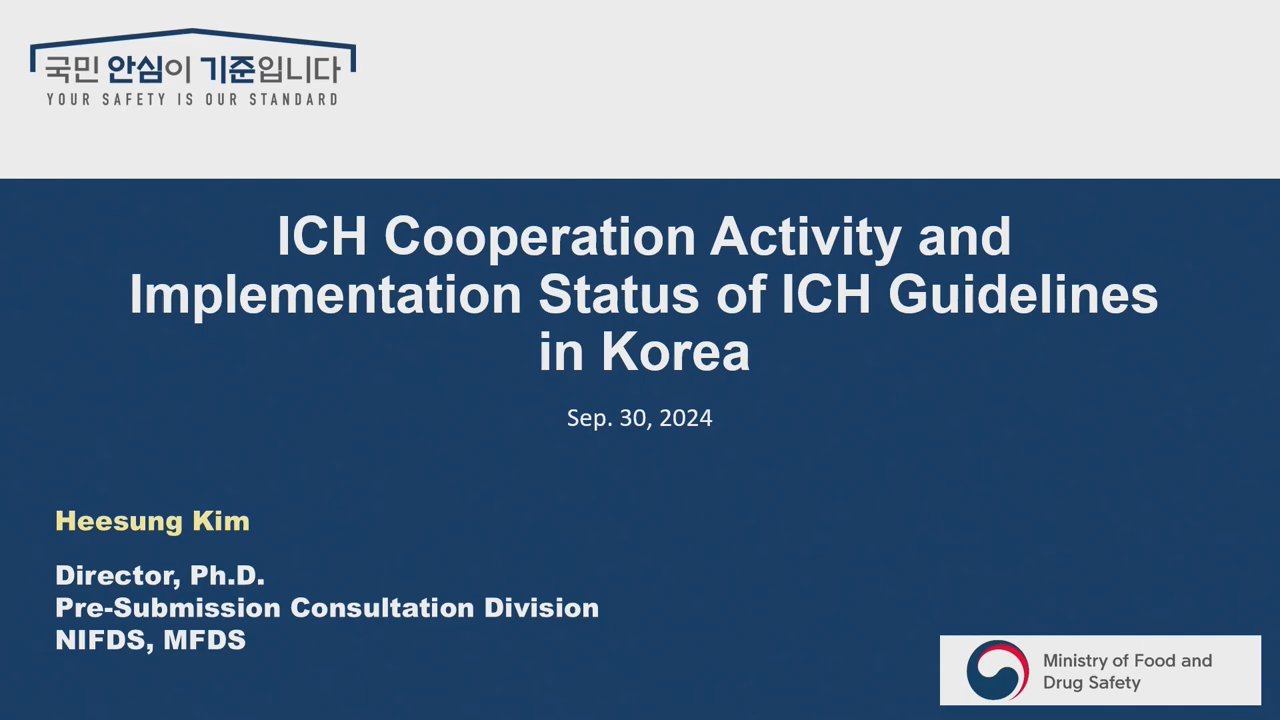 국민 안심이 기준입니다
YOUR SAFETY IS OUR STANDARD
ICH Cooperation Activity and
Implementation Status of ICH Guidelines
in Korea
Sep. 30, 2024
Heesung Kim
Director, Ph.D.
Pre-Submission Consultation Division
NIFDS, MFDS
Ministry of Food and
Drug Safety